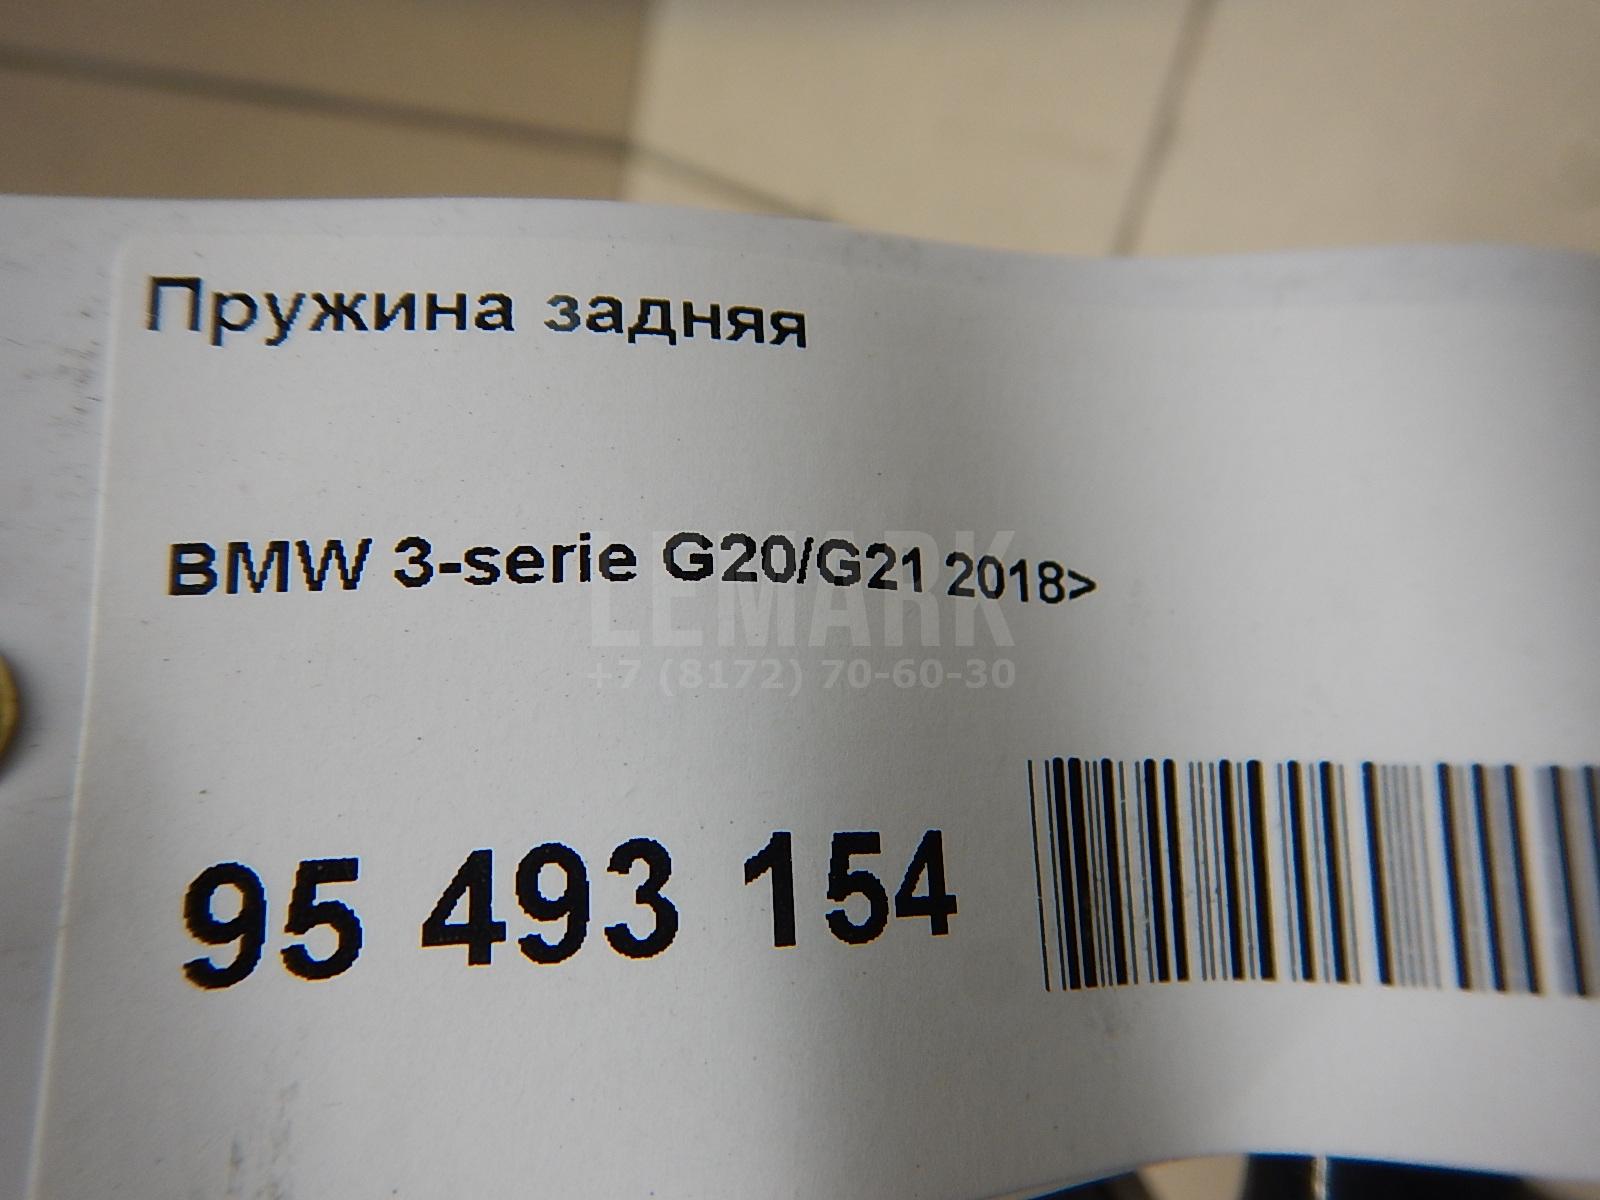 Пружина задняя
BMW 3-serie G20/G21 2018>
LEMARK
+7 (8172) 70-60-30
95 493 154